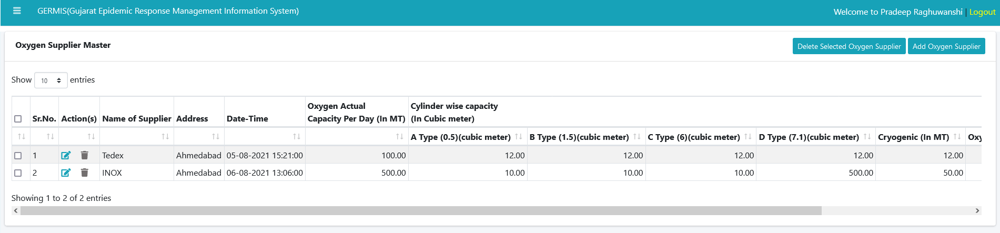 GERMIS(Gujarat Epidemic Response Management Information System)
Welcome to Pradeep Raghuwanshi | Logout
Oxygen Supplier Master
Delete Selected Oxygen Supplier Add Oxygen Supplier
Show 10 entries
Oxygen Actual Cylinder wise capacity
Sr.No. Action(s) Name of Supplier Address Date-Time Capacity Per Day (In MT) (In Cubic meter)
A Type (0.5)(cubic meter) B Type (1.5)(cubic meter) C Type (6)(cubic meter) D Type (7.1)(cubic meter) Cryogenic (In MT) Oxy
1 Tedex Ahmedabad 05-08-2021 15:21:00 100.00 12.00 12.00 12.00 12.00 12.00
2 INOX Ahmedabad 06-08-2021 13:06:00 500.00 10.00 10.00 10.00 500.00 50.00
Showing 1 to 2 of 2 entries